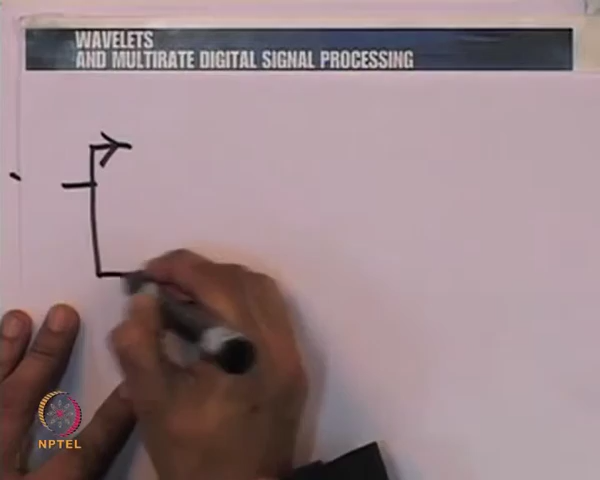 WAVELETS
AND MULTIRATE DIGITAL SIGNAL PROCESSING
NPTEL